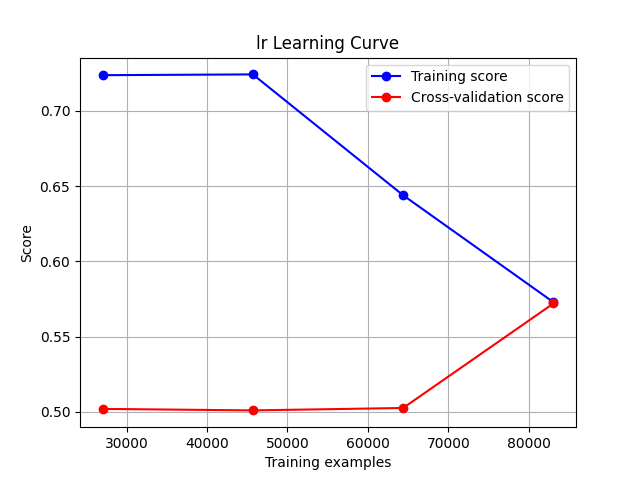 lr Learning Curve
Training score
Cross-validation score
0.70
0.65
0.60
0.55
0.50
Score
30000 40000 50000 60000 70000 80000
Training examples